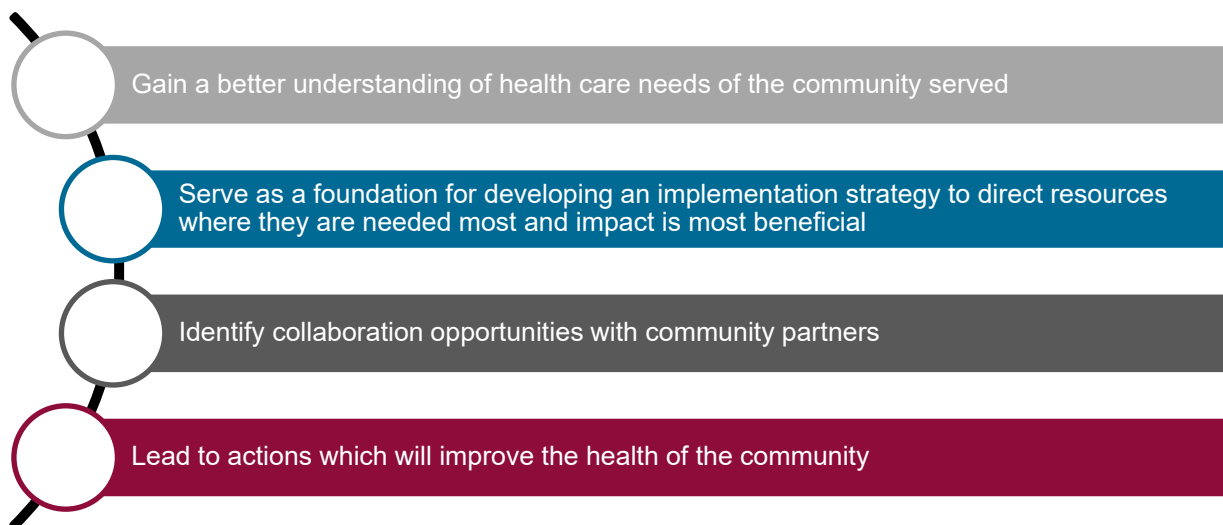 Gain a better understanding of health care needs of the community served
Serve as a foundation for developing an implementation strategy to direct resources
where they are needed most and impact is most beneficial
Identify collaboration opportunities with community partners
Lead to actions which will improve the health of the community